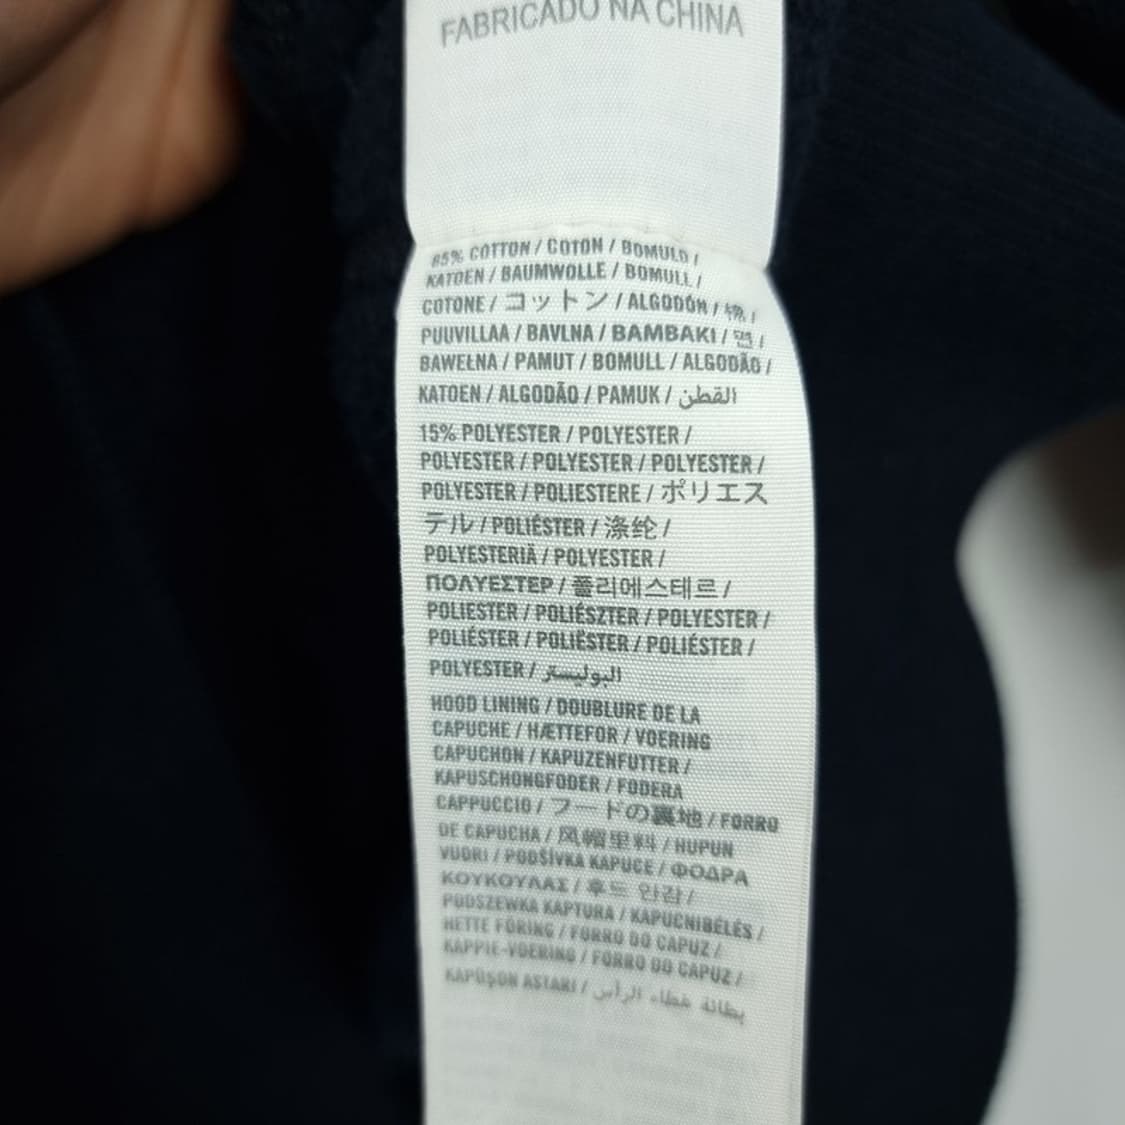 FABRICADO NA CHINA
85% COTTON / COTON / BOMULD /
KATOEN / BAUMWOLLE / BOMULL /
COTONE / コットン / ALGODÓN / 棉 /
PUUVILLAA / BAVLNA / BAMBAKI / 면 /
BAWEŁNA / PAMUT / BOMULL / ALGODÃO /
KATOEN / ALGODÃO / PAMUK / القطن
15% POLYESTER / POLYESTER /
POLYESTER / POLYESTER / POLYESTER /
POLYESTER / POLIESTERE / ポリエス
テル / POLIÉSTER / 涤纶 /
POLYESTERIÄ / POLYESTER /
ΠΟΛΥΕΣΤΕΡ / 폴리에스테르 /
POLIESTER / POLIÉSZTER / POLYESTER /
POLIÉSTER / POLIËSTER / POLIÉSTER /
POLYESTER / البوليستر
HOOD LINING / DOUBLURE DE LA
CAPUCHE / HÆTTEFOR / VOERING
CAPUCHON / KAPUZENFUTTER /
KAPUSCHONGFODER / FODERA
CAPPUCCIO / フードの裏地 / FORRO
DE CAPUCHA / 风帽里料 / HUPUN
VUORI / PODŠÍVKA KAPUCE / ΦΟΔΡΑ
ΚΟΥΚΟΥΛΑΣ / 후드 안감 /
PODSZEWKA KAPTURA / KAPUCNIBÉLÉS /
HETTE FÔRING / FORRO DO CAPUZ /
KAPPIE-VOERING / FORRO DO CAPUZ /
KAPÜŞON ASTARI / بطانة غطاء الرأس